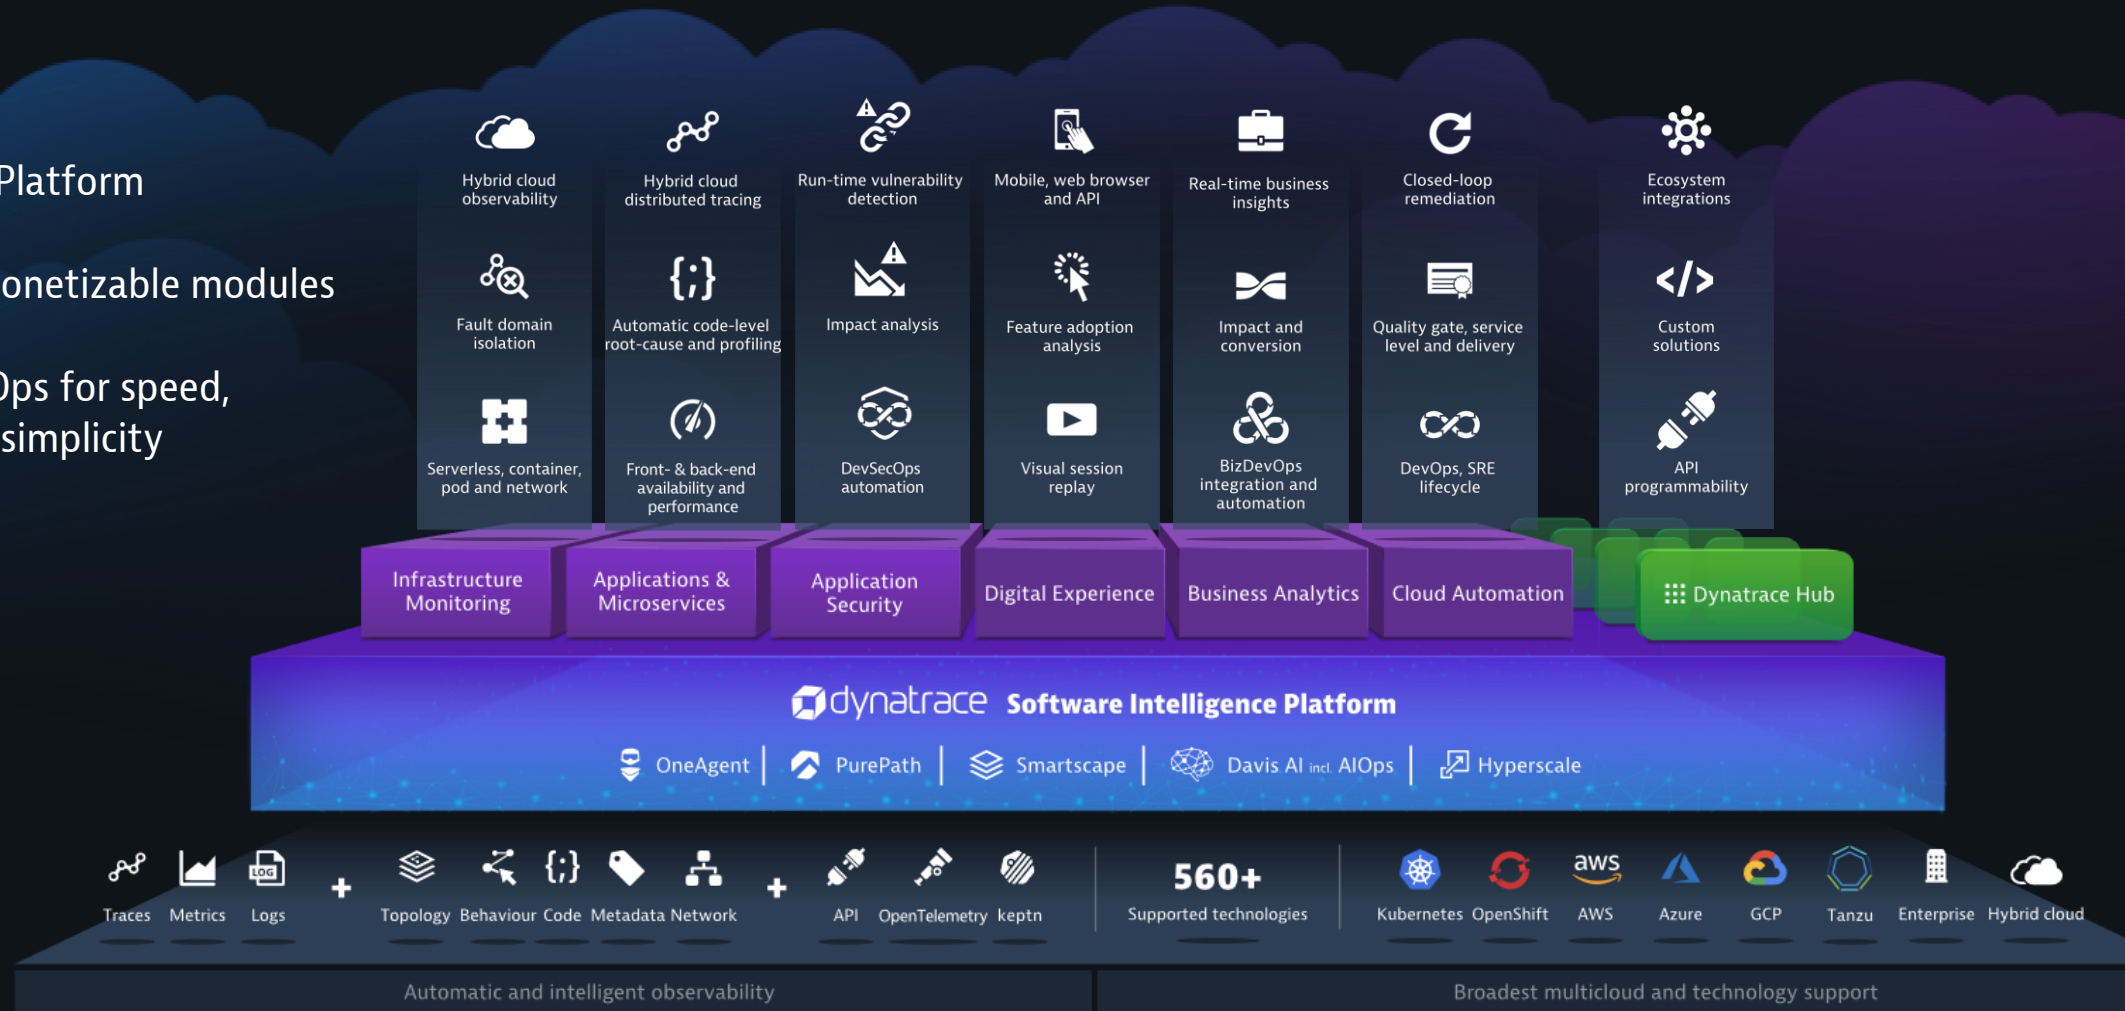 Platform
onetizable modules
Ops for speed,
simplicity
Hybrid cloud
observability
Fault domain
isolation
Serverless, container,
pod and network
Hybrid cloud
distributed tracing
Automatic code-level
root-cause and profiling
Front- & back-end
availability and
performance
Run-time vulnerability
detection
Impact analysis
DevSecOps
automation
Mobile, web browser
and API
Feature adoption
analysis
Visual session
replay
Real-time business
insights
Impact and
conversion
BizDevOps
integration and
automation
Closed-loop
remediation
Quality gate, service
level and delivery
DevOps, SRE
lifecycle
Ecosystem
integrations
</>
Custom
solutions
API
programmability
Infrastructure
Monitoring
Applications &
Microservices
Application
Security
Digital Experience
Business Analytics
Cloud Automation
Dynatrace Hub
dynatrace Software Intelligence Platform
OneAgent | PurePath | Smartscape | Davis AI incl. AIOps | Hyperscale
LOG
Traces Metrics Logs + Topology Behaviour Code Metadata Network + API OpenTelemetry keptn
560+
Supported technologies
aws
Kubernetes OpenShift AWS Azure GCP Tanzu Enterprise Hybrid cloud
Automatic and intelligent observability
Broadest multicloud and technology support